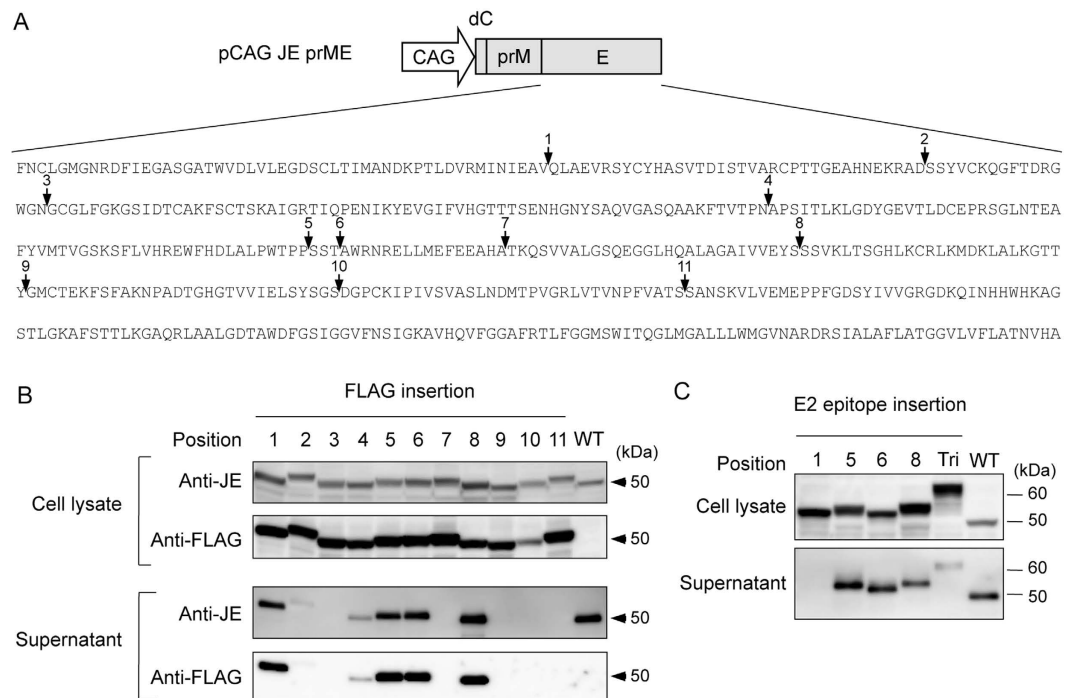 A
pCAG JE prME
dC
CAG prM E
1 2
FNCLGMGNRDFIEGASGATWVDLVLEGDSCLTIMANDKPTLDVRMINIEAVQLAEVRSYCYHASVTDISTVARCPTTGEAHNEKRADSSYVCKQGFTDRG
3 4
WGNGCGLFGKGSIDTCAKFSCTSKAIGRTIQPENIKYEVGIFVHGTTTSENHGNYSAQVGASQAAKFTVTPNAPSITLKLGDYGEVTLDCEPRSGLNTEA
5 6 7 8
FYVMTVGSKSFLVHREWFHDLALPWTPPSSTAWRNRELLMEFEEAHATKQSVVALGSQEGGLHQALAGATVVEYSSSVKLTSGHLKCRLKMDKLALKGTT
9 10 11
YGMCTEKFSFAKNPADTGHGTVVIELSYSGSDGPCKIPIVSVASLNDMTPVGRLVTVNPFVATSSANSKVLVEMEPPFGDSYIVVGRGDKQINHHWHKAG
STLGKAFSTTLKGAQRLAALGDTAWDFGSIGGVFNSIGKAVHQVFGGAFRTLFGGMSWITQGLMGALLLWMGVNARDRSIALAFLATGGVLVFLATNVHA
B
FLAG insertion
Position 1 2 3 4 5 6 7 8 9 10 11 WT (kDa)
Cell lysate
Anti-JE 50
Anti-FLAG 50
Supernatant
Anti-JE 50
Anti-FLAG 50
C
E2 epitope insertion
Position 1 5 6 8 Tri WT (kDa)
Cell lysate
60
50
Supernatant
60
50